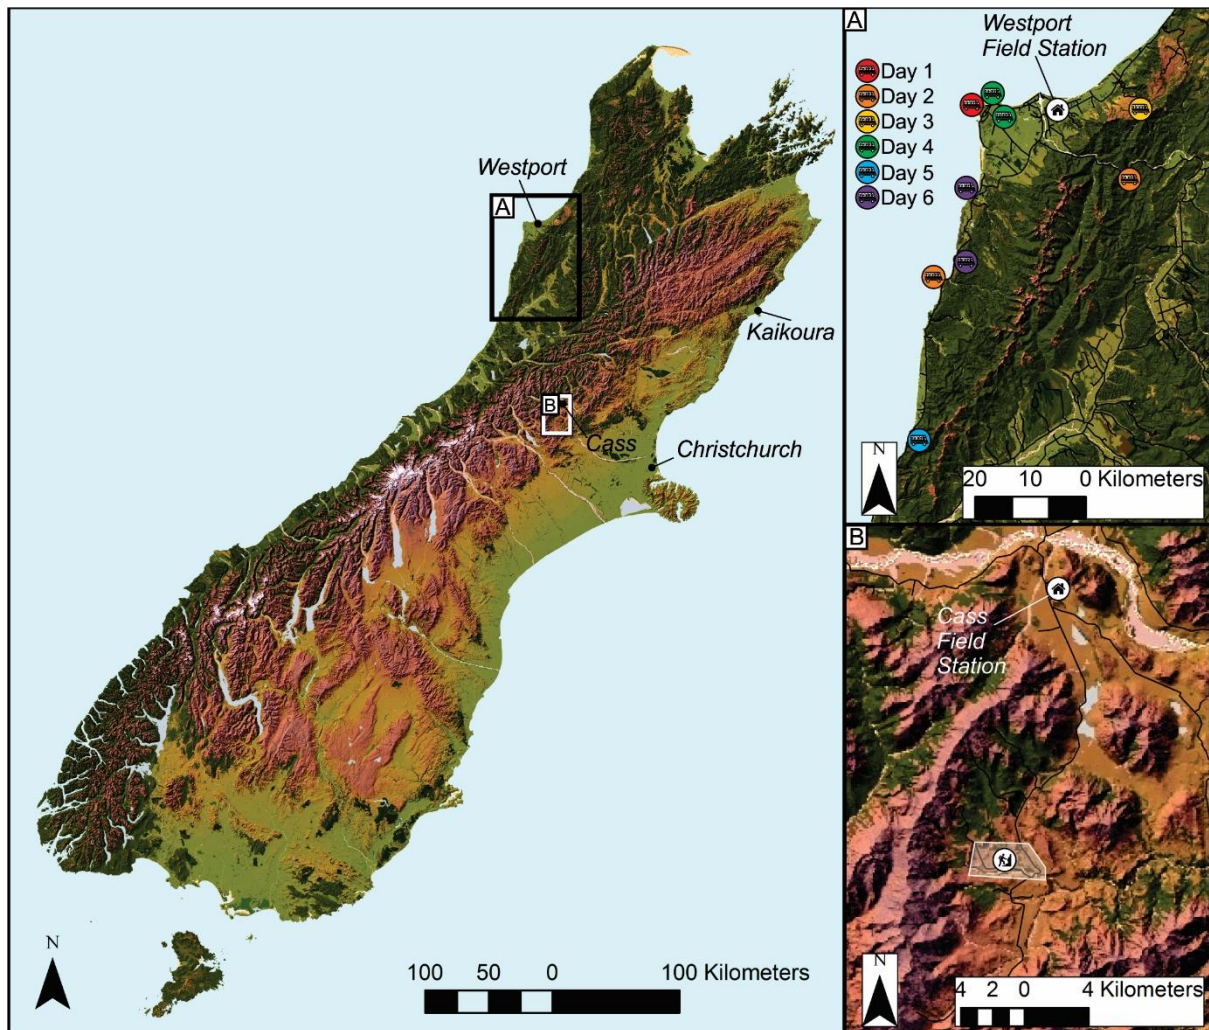 A
Westport
B
Cass
Kaikoura
Christchurch
N
100 50 0 100 Kilometers
A
Westport
Field Station
Day 1
Day 2
Day 3
Day 4
Day 5
Day 6
N
20 10 0 Kilometers
B
Cass
Field
Station
N
4 2 0 4 Kilometers